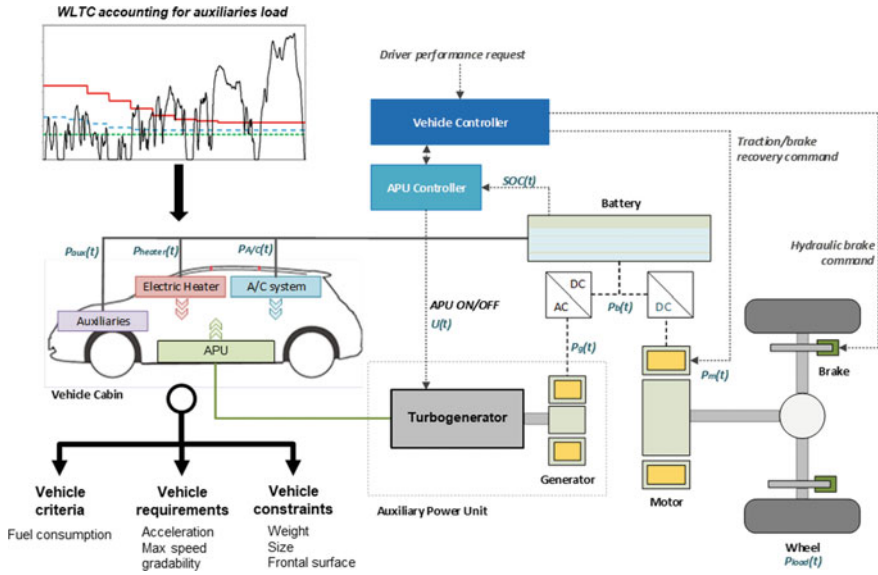 WLTC accounting for auxiliaries load
Driver performance request
Vehicle Controller
Traction/brake
recovery command
APU Controller
SOC(t)
Battery
Hydraulic brake
command
Paux(t)
Pheater(t)
PA/C(t)
Electric Heater
A/C system
Auxiliaries
APU
Vehicle Cabin
APU ON/OFF
U(t)
DC
AC
Pb(t)
DC
Pg(t)
Pm(t)
Brake
Turbogenerator
Generator
Motor
Auxiliary Power Unit
Wheel
Pload(t)
Vehicle
criteria
Fuel consumption
Vehicle
requirements
Acceleration
Max speed
gradability
Vehicle
constraints
Weight
Size
Frontal surface